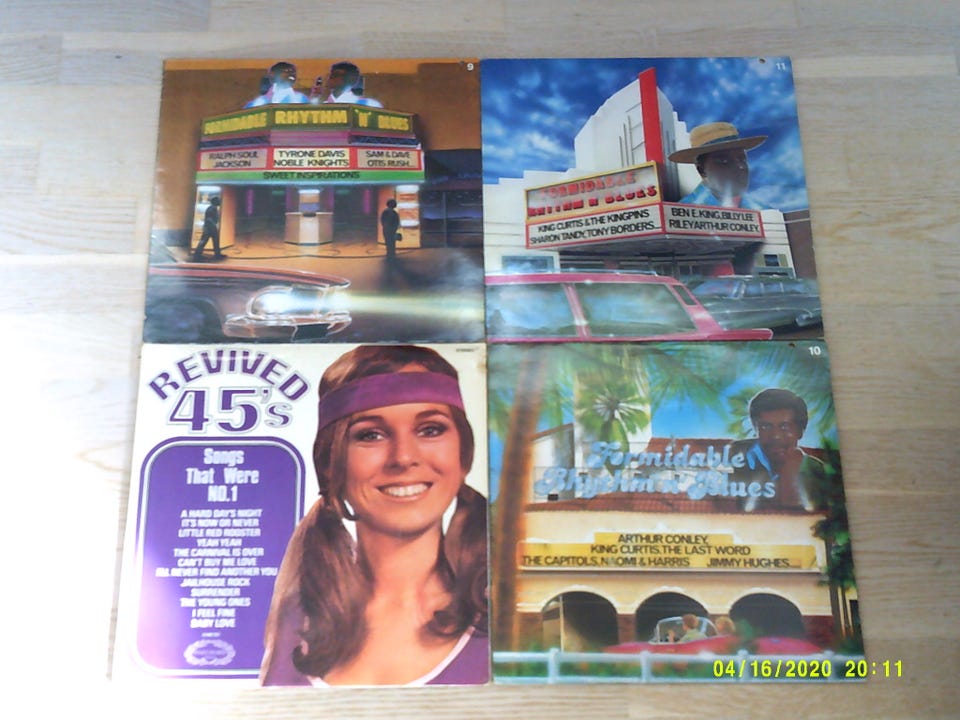 9
FORMIDABLE RHYTHM 'N' BLUES
RALPH SOUL
JACKSON
TYRONE DAVIS
NOBLE KNIGHTS
SAM & DAVE
OTIS RUSH
SWEET INSPIRATIONS
11
FORMIDABLE
RHYTHM N' BLUES
KING CURTIS & THE KINGPINS
SHARON TANDY, TONY BORDERS...
BEN E. KING, BILLY LEE
RILEY ARTHUR CONLEY
REVIVED
45's
Songs
That Were
NO.1
A HARD DAY'S NIGHT
IT'S NOW OR NEVER
LITTLE RED ROOSTER
YEAH YEAH
THE CARNIVAL IS OVER
CAN'T BUY ME LOVE
I'LL NEVER FIND ANOTHER YOU
JAILHOUSE ROCK
SURRENDER
THE YOUNG ONES
I FEEL FINE
BABY LOVE
10
Formidable
Rhythm n' Blues
ARTHUR CONLEY,
KING CURTIS, THE LAST WORD
THE CAPITOLS, NAOMI & HARRIS JIMMY HUGHES....
04/16/2020 20:11